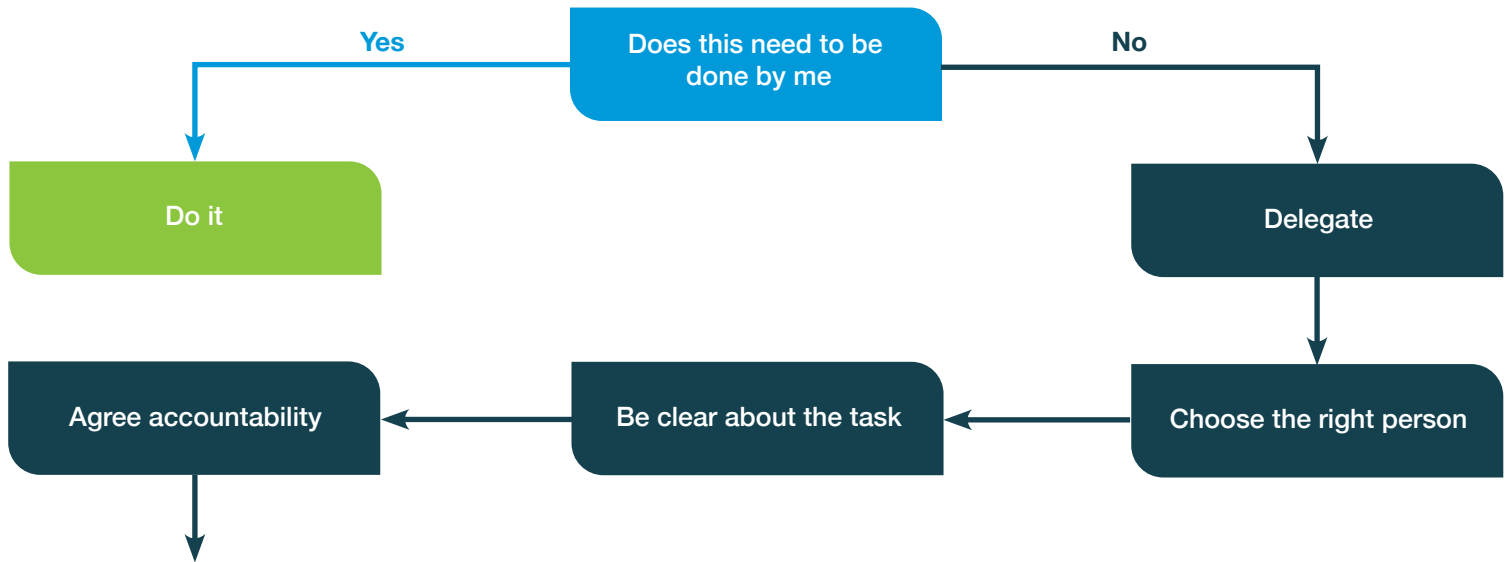 Yes
Does this need to be
done by me
No
Do it
Delegate
Agree accountability
Be clear about the task
Choose the right person